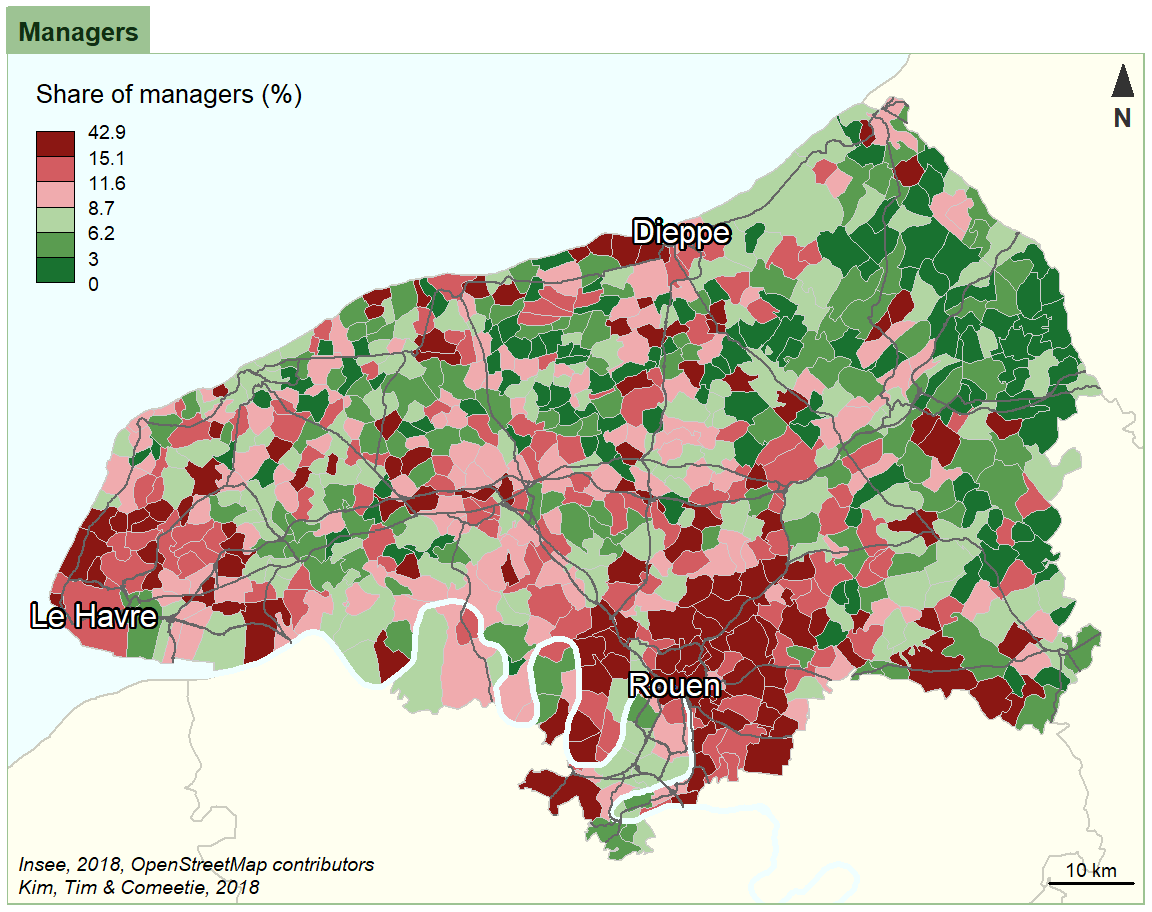 Managers
Share of managers (%)
42.9
15.1
11.6
8.7
6.2
3
0
N
Dieppe
Le Havre
Rouen
Insee, 2018, OpenStreetMap contributors
Kim, Tim & Comeetie, 2018
10 km